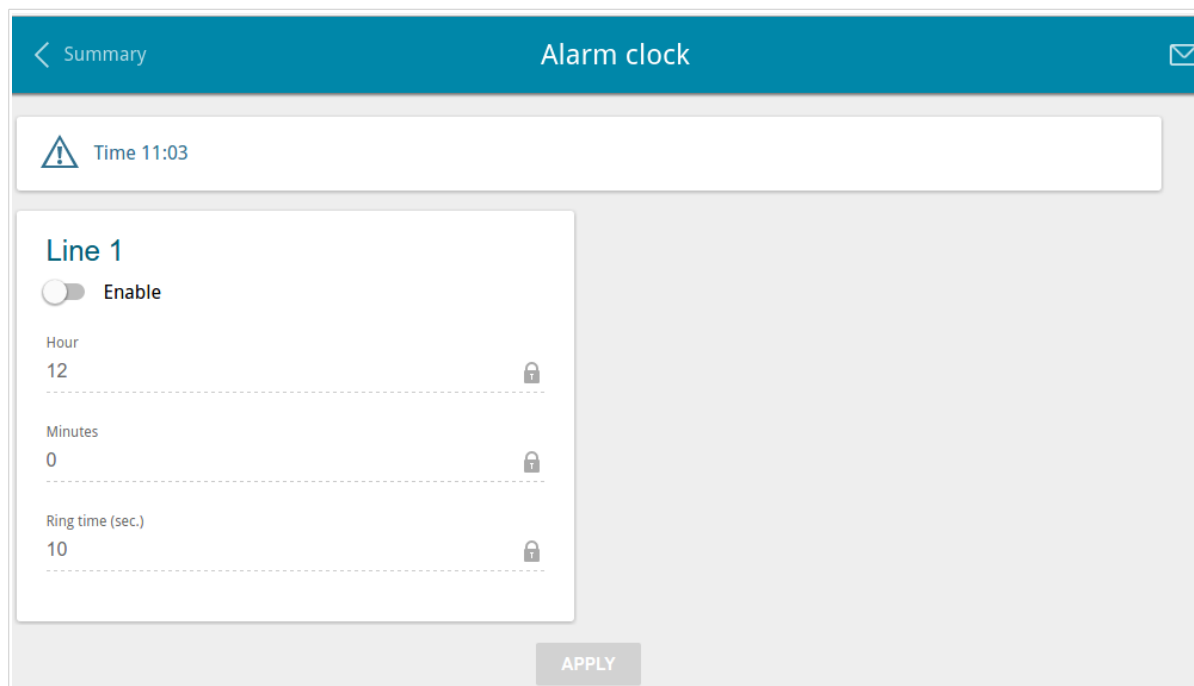 Summary
Alarm clock
Time 11:03
Line 1
Enable
Hour
12
Minutes
0
Ring time (sec.)
10
APPLY